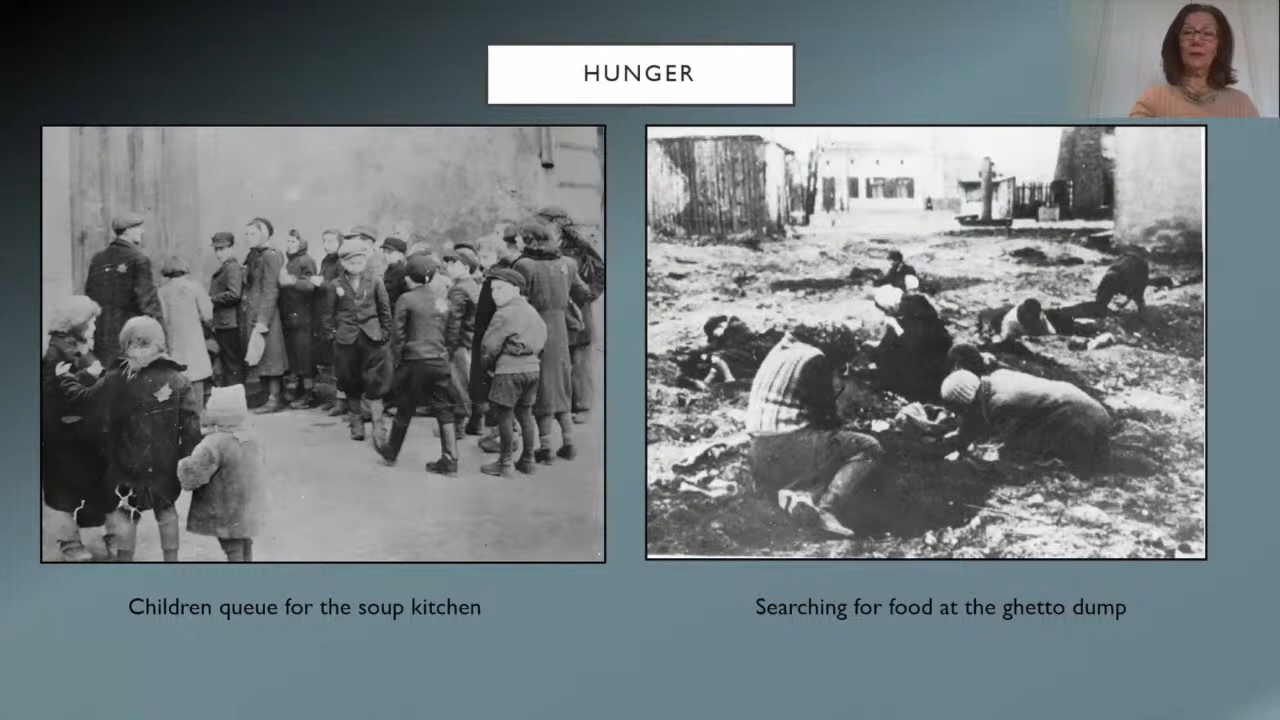 HUNGER
Children queue for the soup kitchen
Searching for food at the ghetto dump